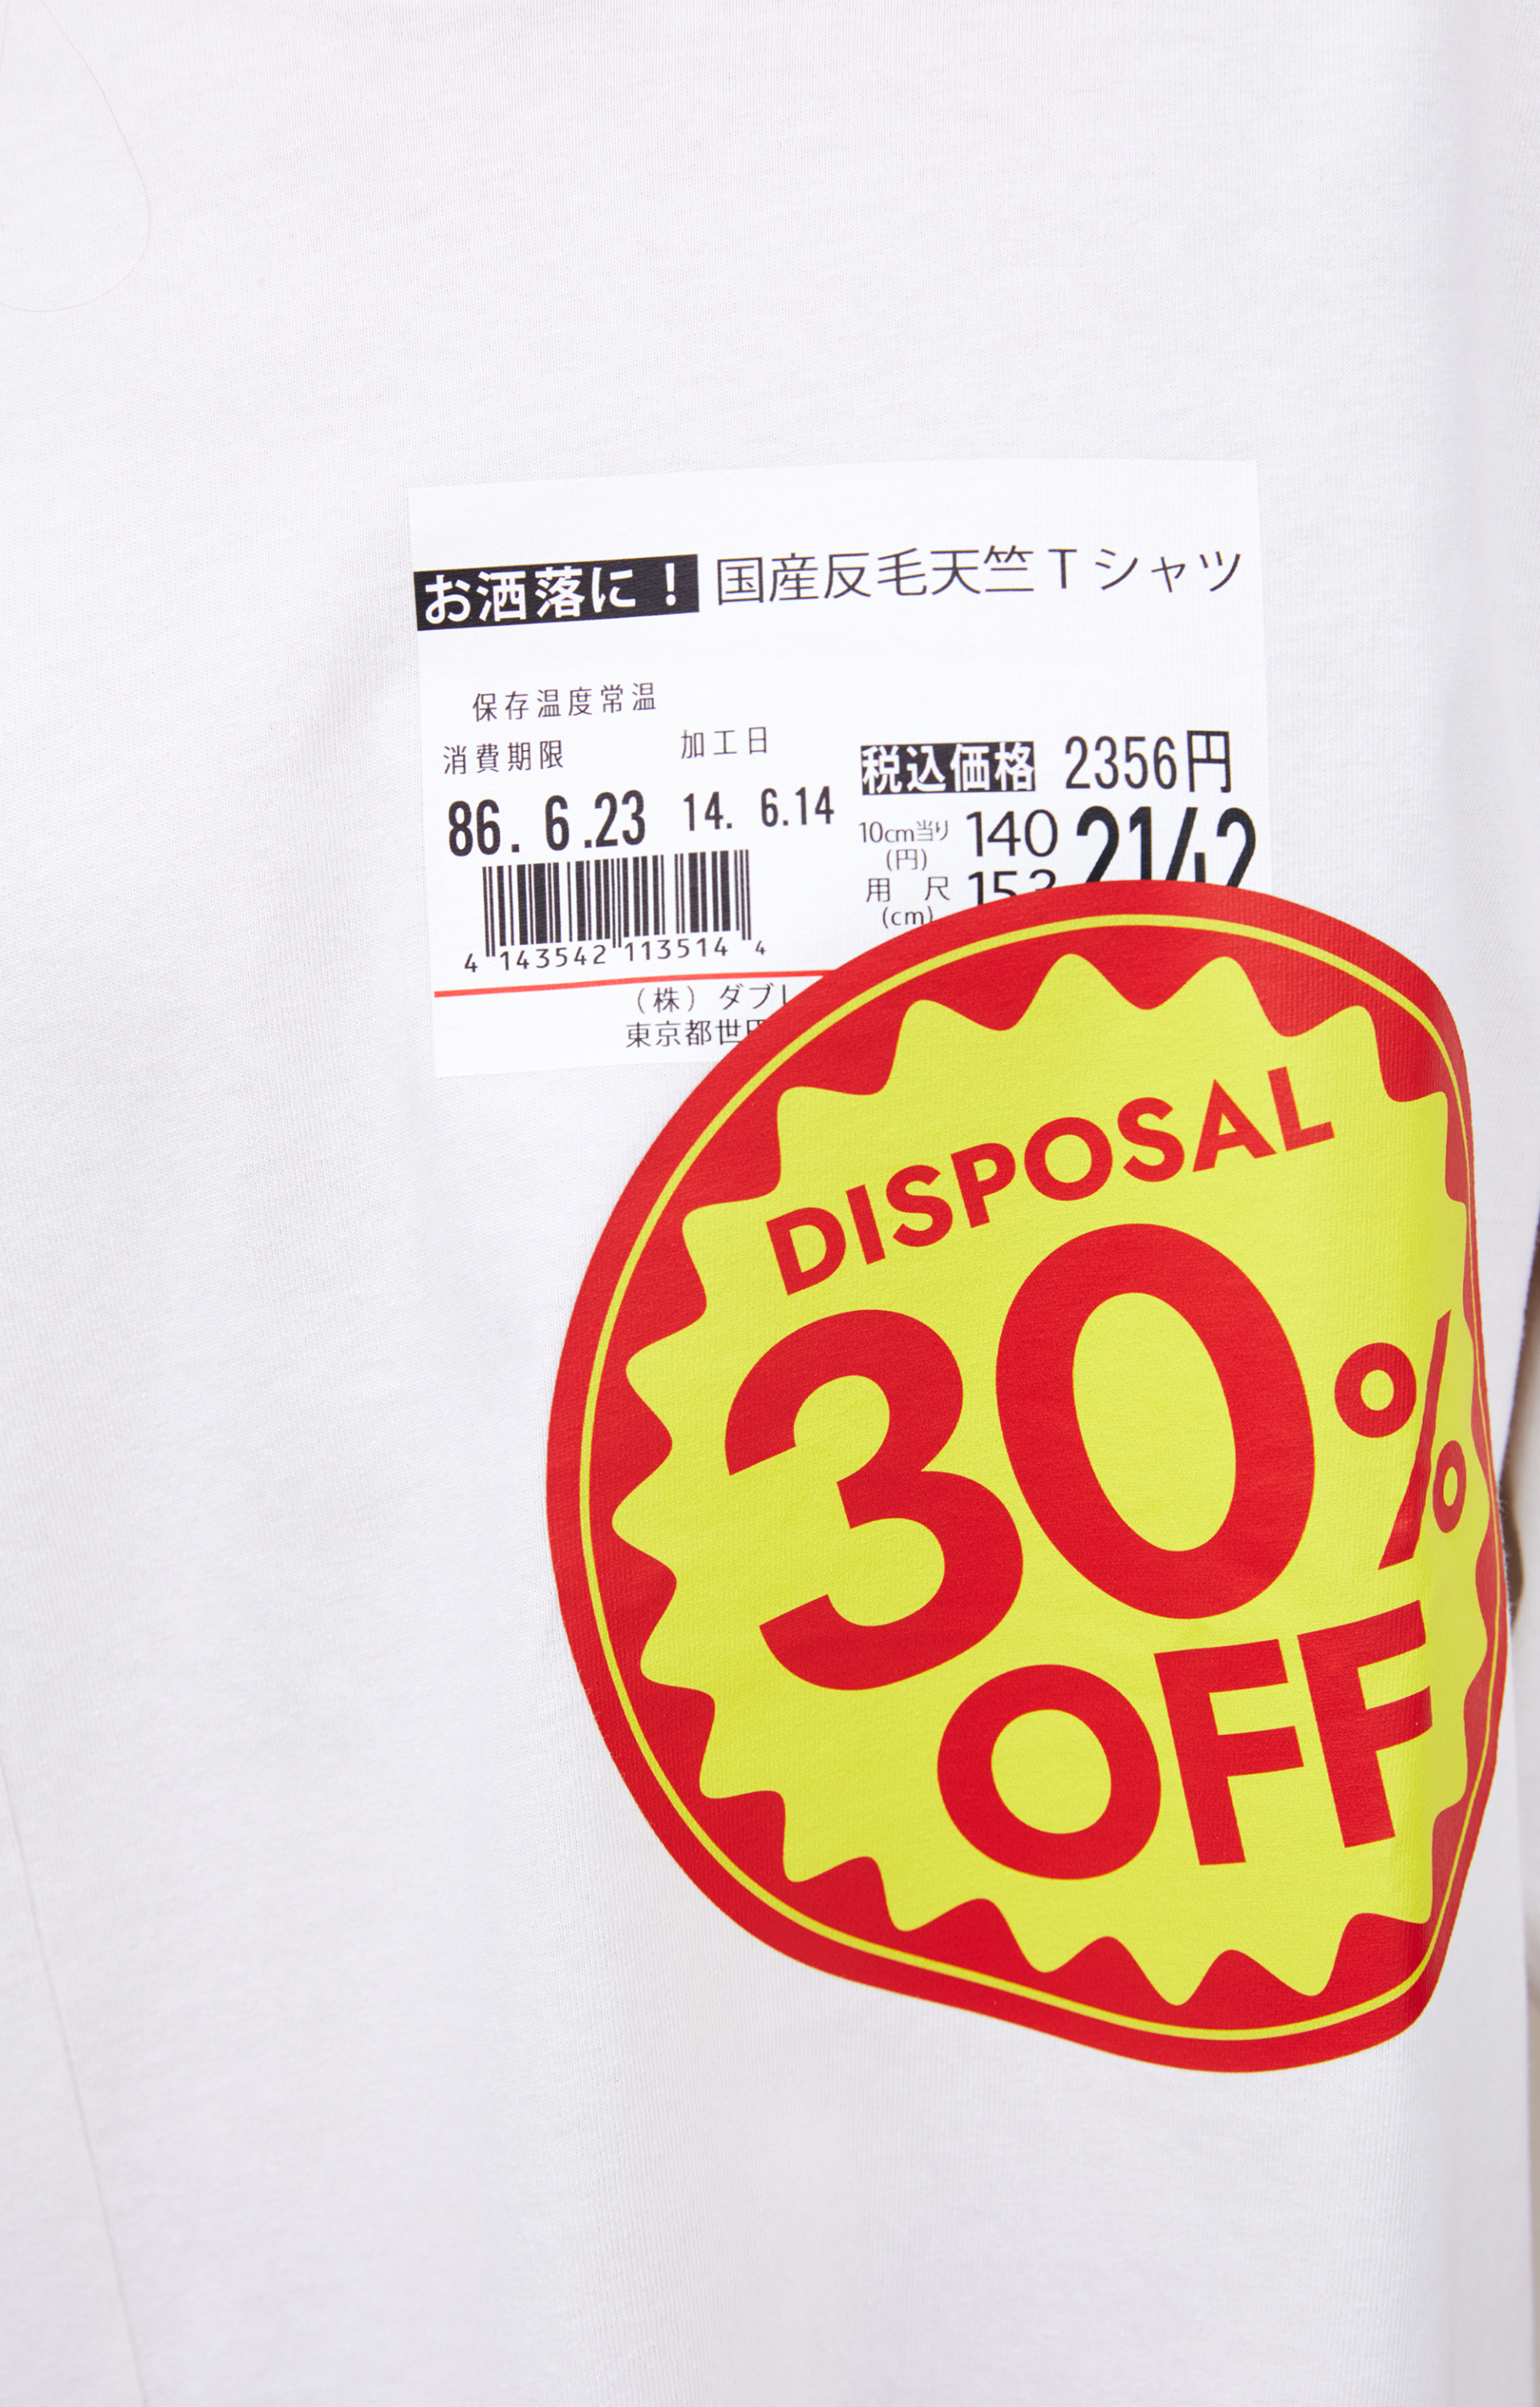 お洒落に！国産反毛天竺Tシャツ
保存温度常温
消費期限 加工日
86. 6.23 14. 6.14
税込価格 2356円
10cm当り(円) 140
2142
用 尺(cm)
4 143542 113514 4
（株）ダブ
東京都世
DISPOSAL
30%
OFF